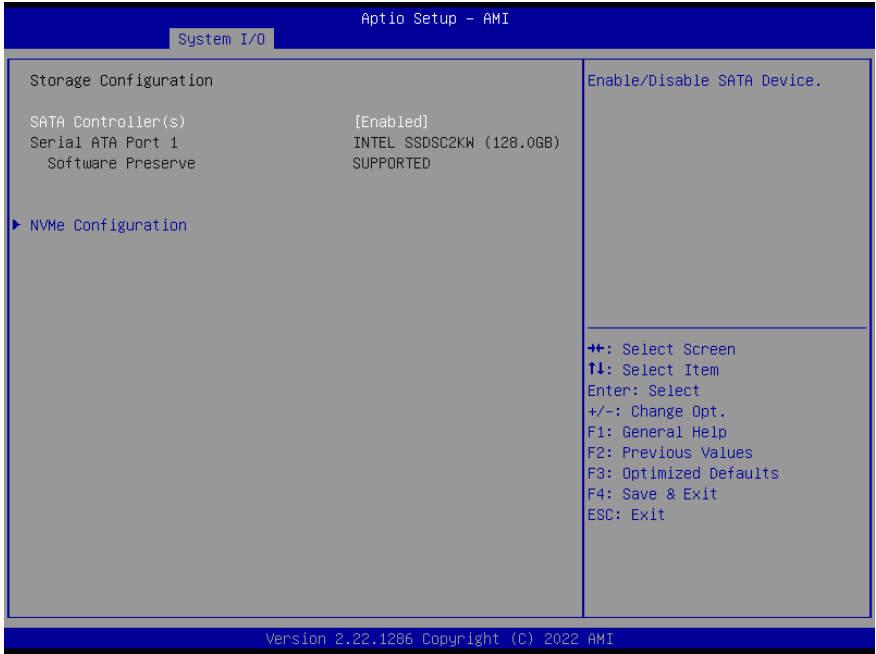 Aptio Setup – AMI
System I/O
Storage Configuration
SATA Controller(s) [Enabled]
Serial ATA Port 1 INTEL SSDSC2KW (128.0GB)
Software Preserve SUPPORTED
▶ NVMe Configuration
Enable/Disable SATA Device.
→←: Select Screen
↑↓: Select Item
Enter: Select
+/-: Change Opt.
F1: General Help
F2: Previous Values
F3: Optimized Defaults
F4: Save & Exit
ESC: Exit
Version 2.22.1286 Copyright (C) 2022 AMI